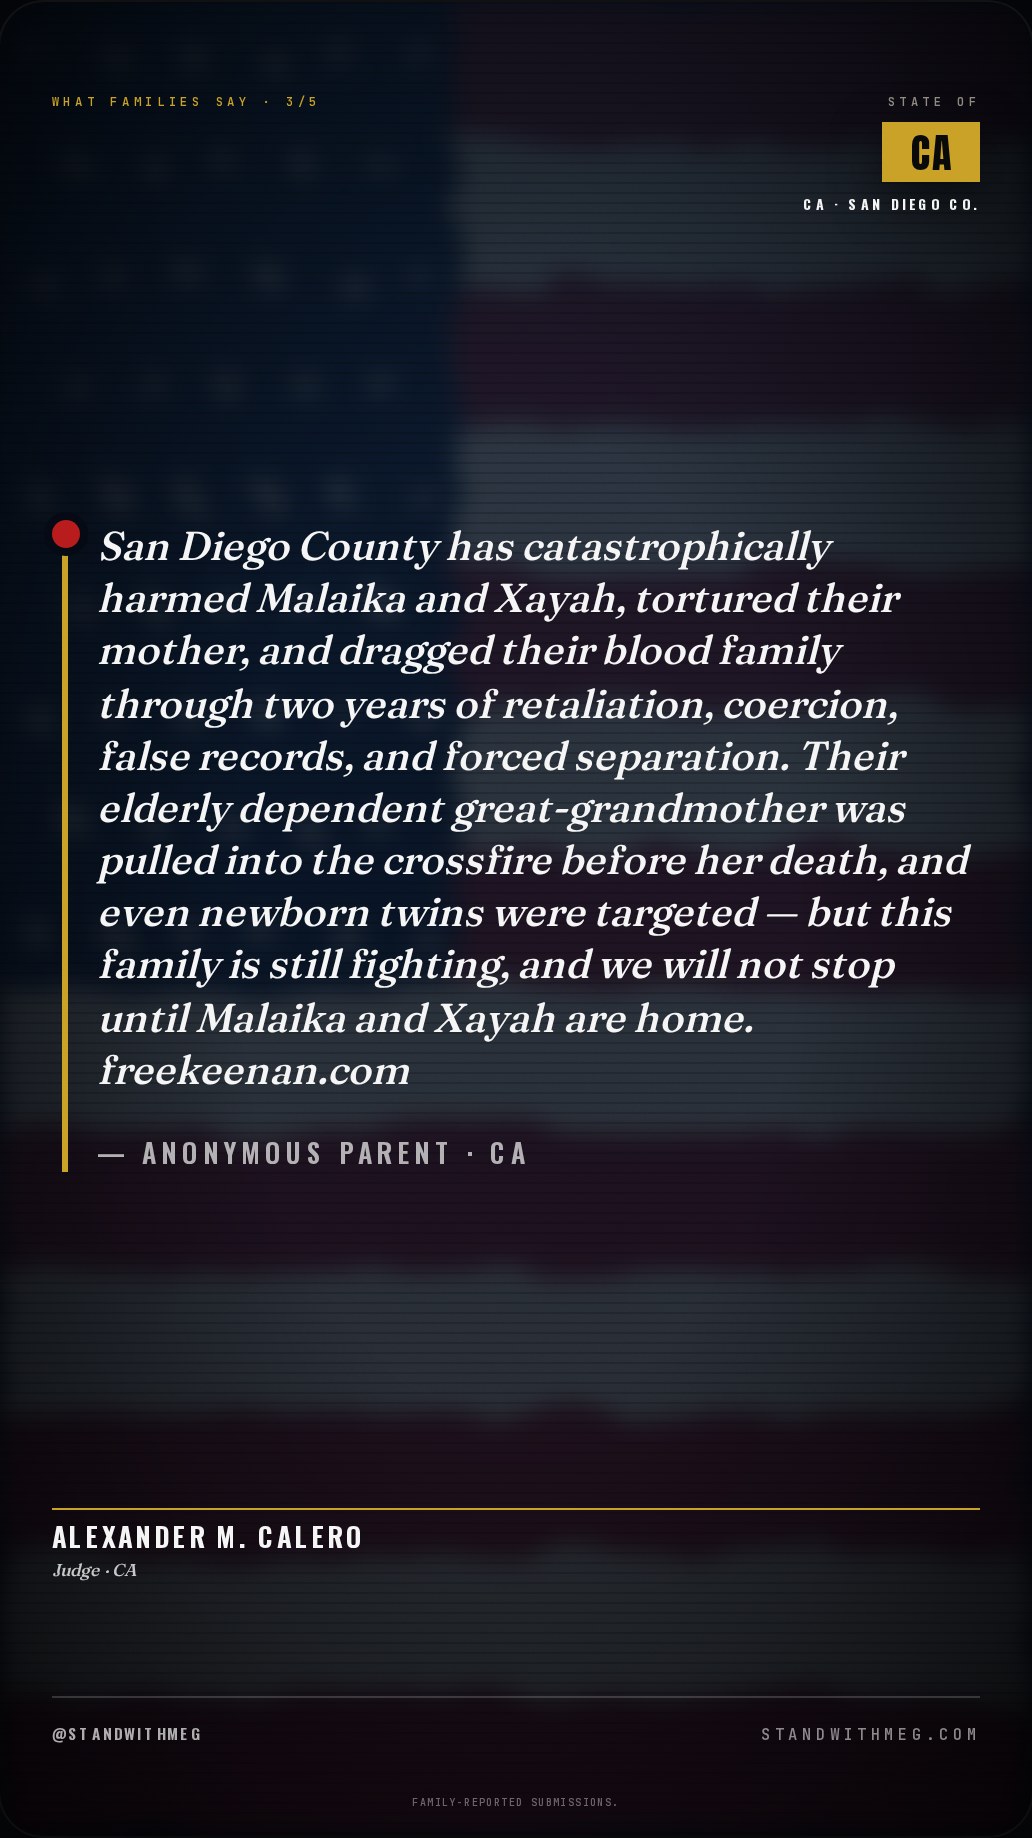 WHAT FAMILIES SAY · 3/5
STATE OF
CA
CA · SAN DIEGO CO.
San Diego County has catastrophically
harmed Malaika and Xayah, tortured their
mother, and dragged their blood family
through two years of retaliation, coercion,
false records, and forced separation. Their
elderly dependent great-grandmother was
pulled into the crossfire before her death, and
even newborn twins were targeted — but this
family is still fighting, and we will not stop
until Malaika and Xayah are home.
freekeenan.com
— ANONYMOUS PARENT · CA
ALEXANDER M. CALERO
Judge · CA
@STANDWITHMEG
STANDWITHMEG.COM
FAMILY-REPORTED SUBMISSIONS.